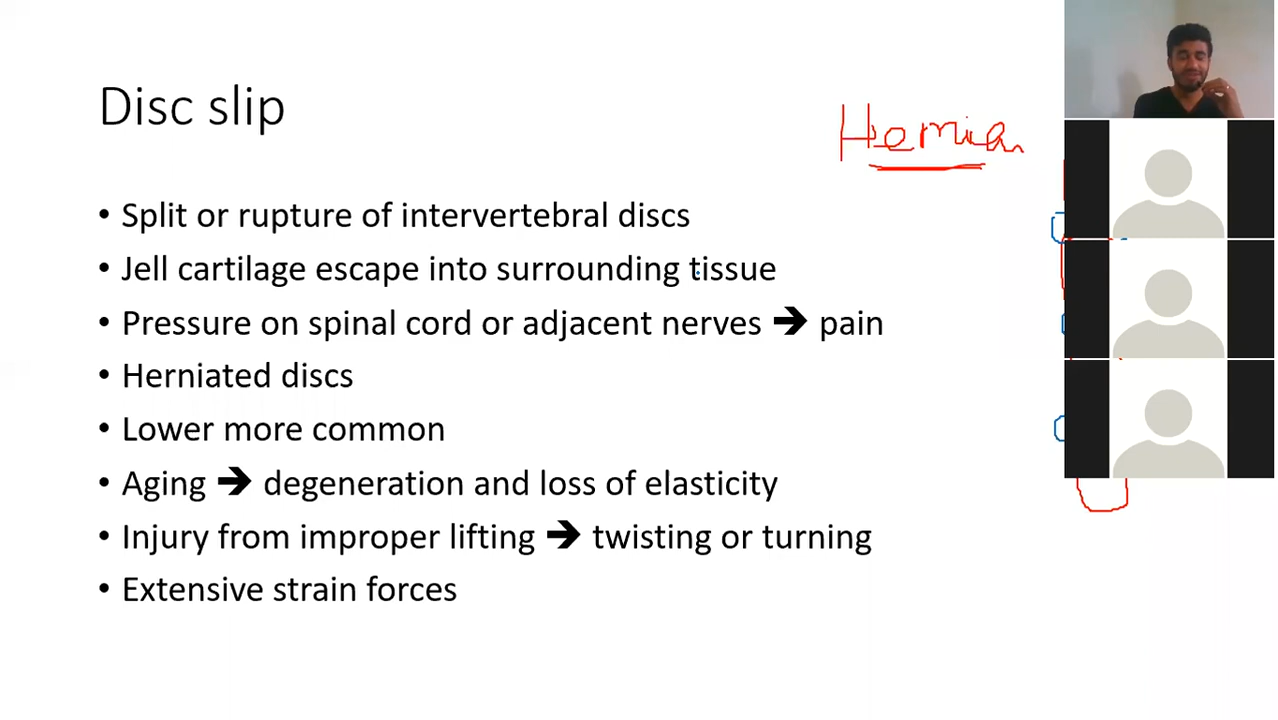 Disc slip
Hernia
• Split or rupture of intervertebral discs
• Jell cartilage escape into surrounding tissue
• Pressure on spinal cord or adjacent nerves ➔ pain
• Herniated discs
• Lower more common
• Aging ➔ degeneration and loss of elasticity
• Injury from improper lifting ➔ twisting or turning
• Extensive strain forces